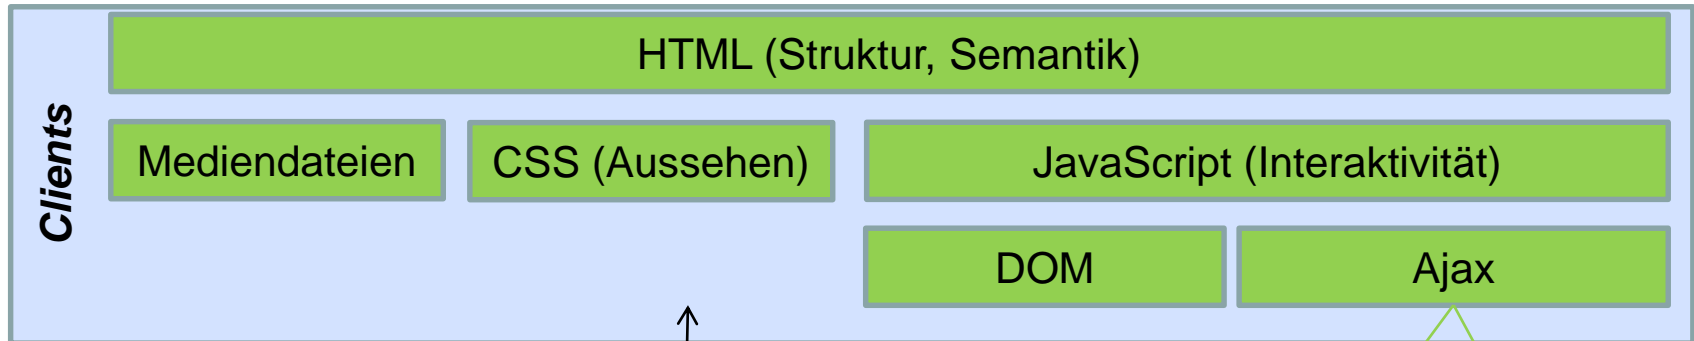 HTML (Struktur, Semantik)
Clients
Mediendateien
CSS (Aussehen)
JavaScript (Interaktivität)
DOM
Ajax